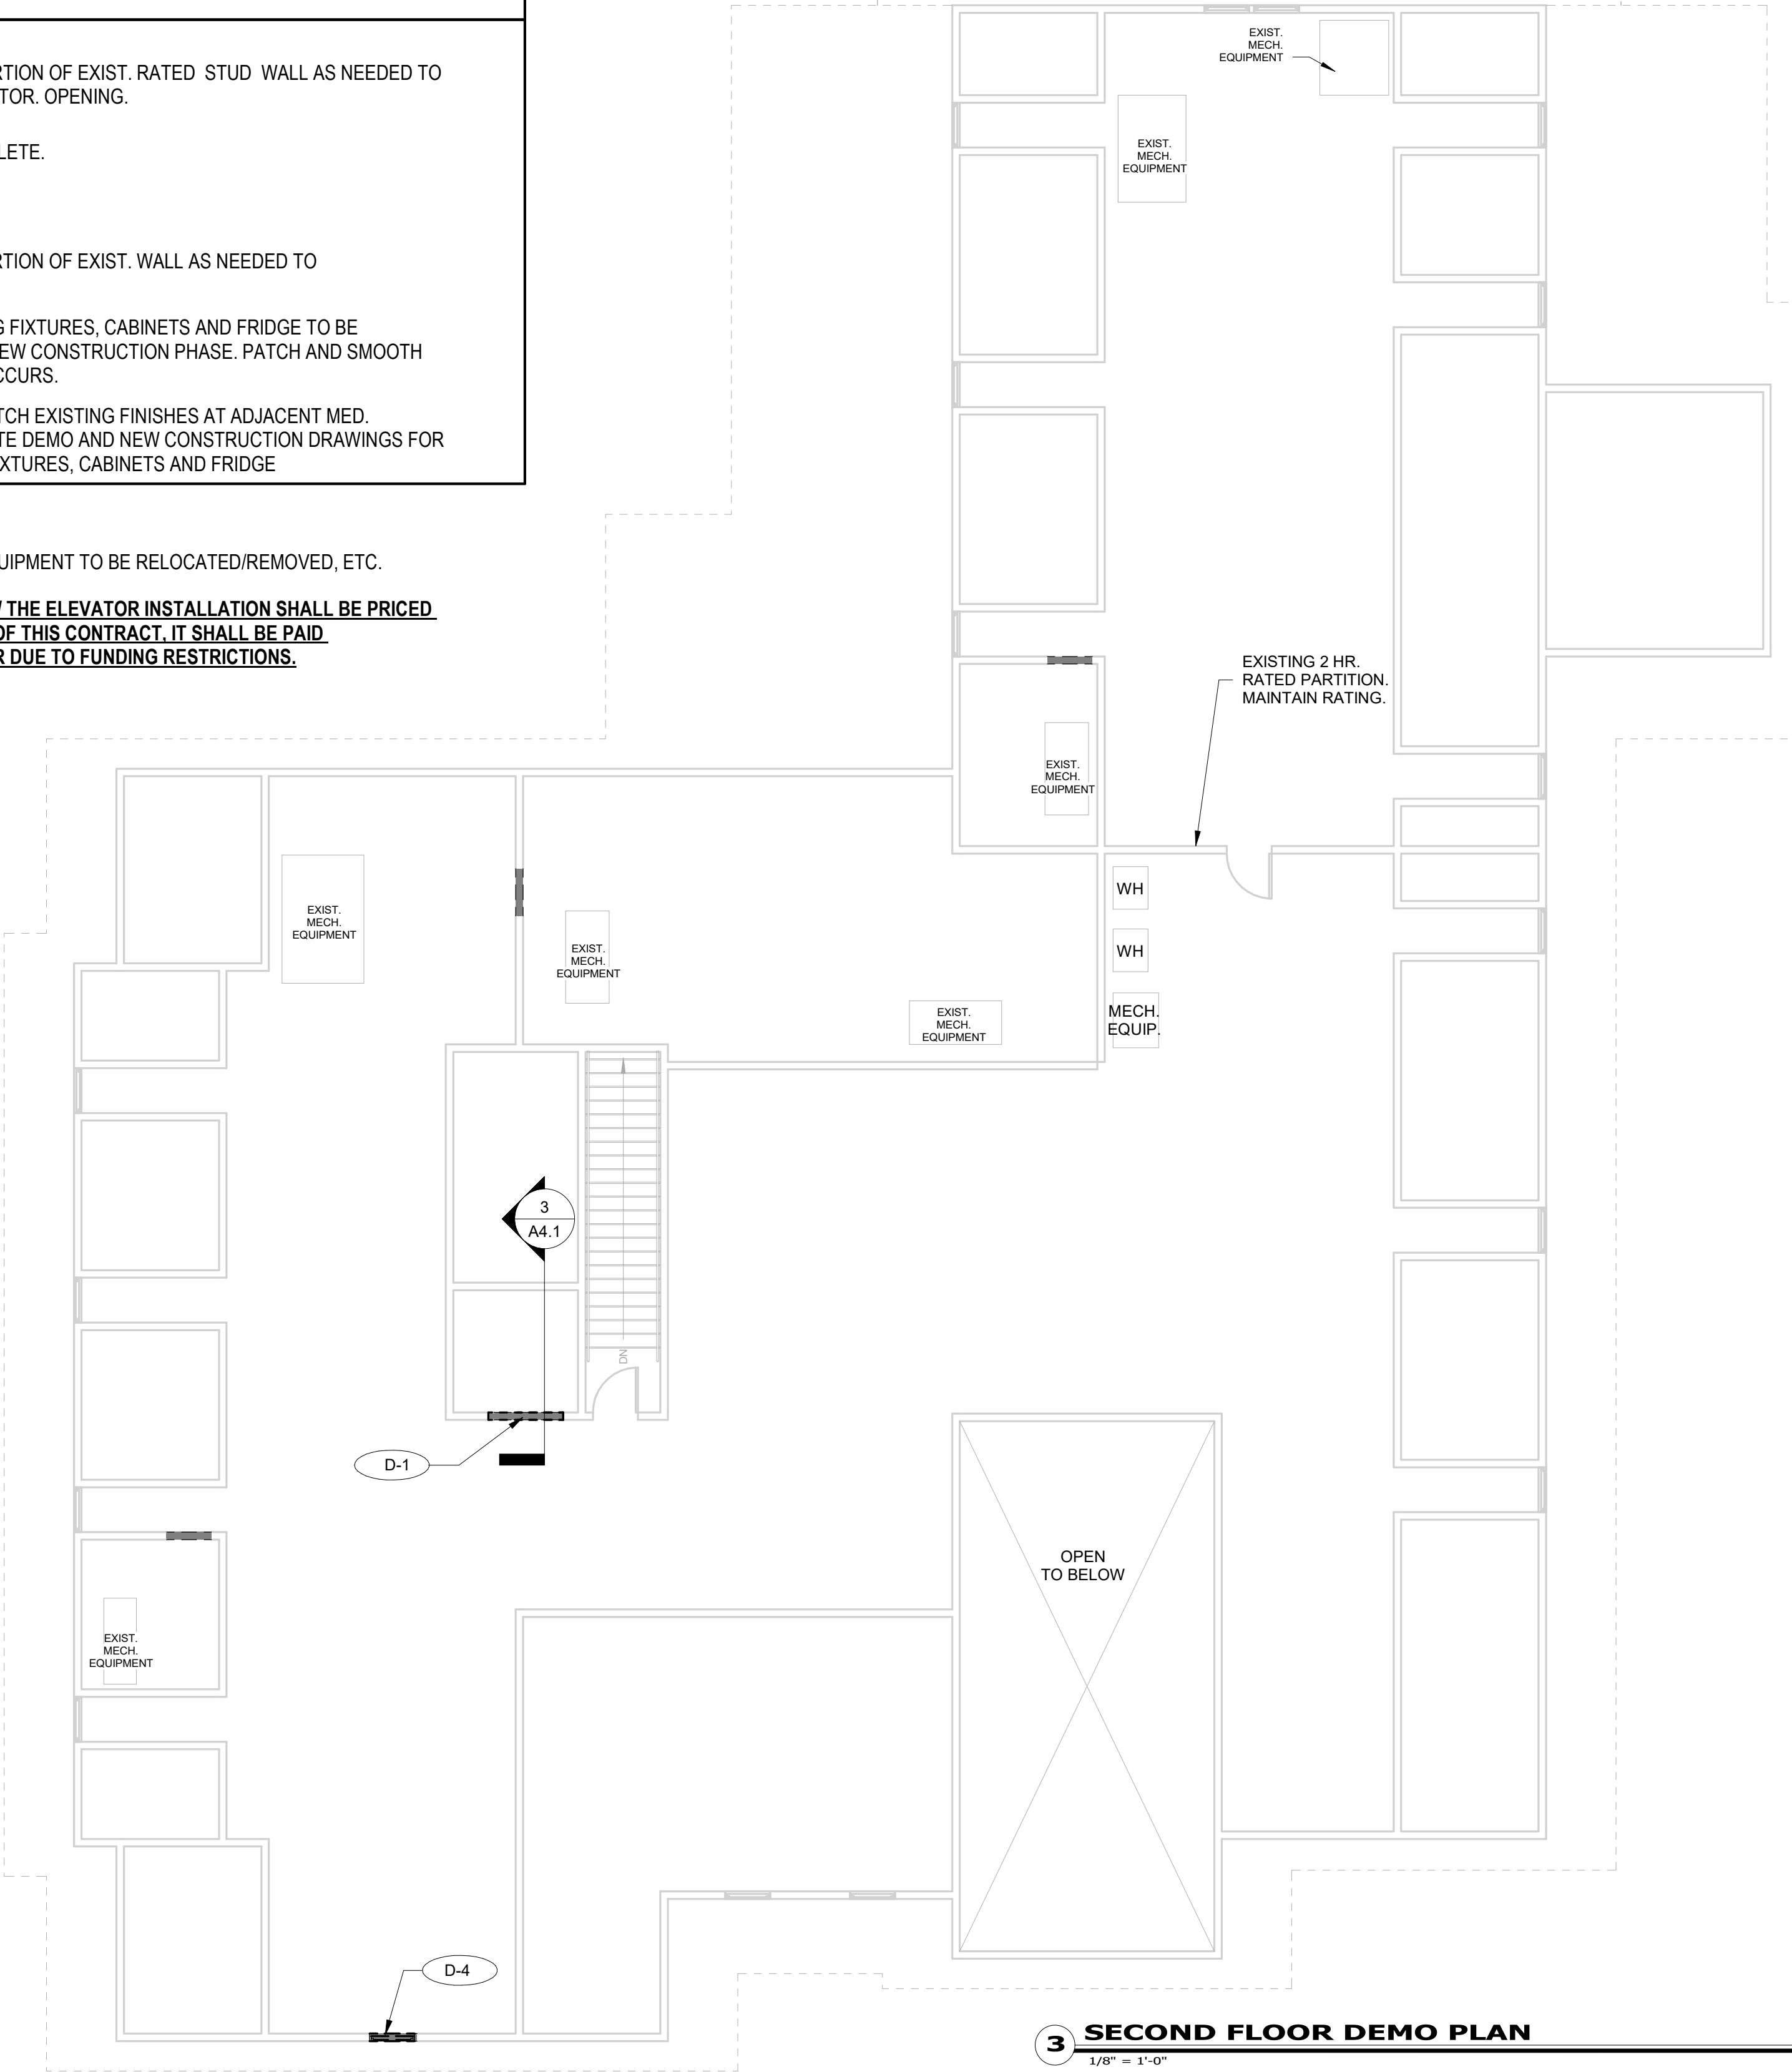 RTION OF EXIST. RATED STUD WALL AS NEEDED TO
TOR. OPENING.
LETE.
RTION OF EXIST. WALL AS NEEDED TO
G FIXTURES, CABINETS AND FRIDGE TO BE
EW CONSTRUCTION PHASE. PATCH AND SMOOTH
CCURS.
TCH EXISTING FINISHES AT ADJACENT MED.
TE DEMO AND NEW CONSTRUCTION DRAWINGS FOR
XTURES, CABINETS AND FRIDGE
UIPMENT TO BE RELOCATED/REMOVED, ETC.
THE ELEVATOR INSTALLATION SHALL BE PRICED
OF THIS CONTRACT, IT SHALL BE PAID
R DUE TO FUNDING RESTRICTIONS.
EXIST.
MECH.
EQUIPMENT
EXIST.
MECH.
EQUIPMENT
EXISTING 2 HR.
RATED PARTITION.
MAINTAIN RATING.
EXIST.
MECH.
EQUIPMENT
WH
EXIST.
MECH.
EQUIPMENT
EXIST.
MECH.
EQUIPMENT
WH
EXIST.
MECH.
EQUIPMENT
MECH.
EQUIP.
3
A4.1
DN
D-1
OPEN
TO BELOW
EXIST.
MECH.
EQUIPMENT
D-4
3
SECOND FLOOR DEMO PLAN
1/8" = 1'-0"